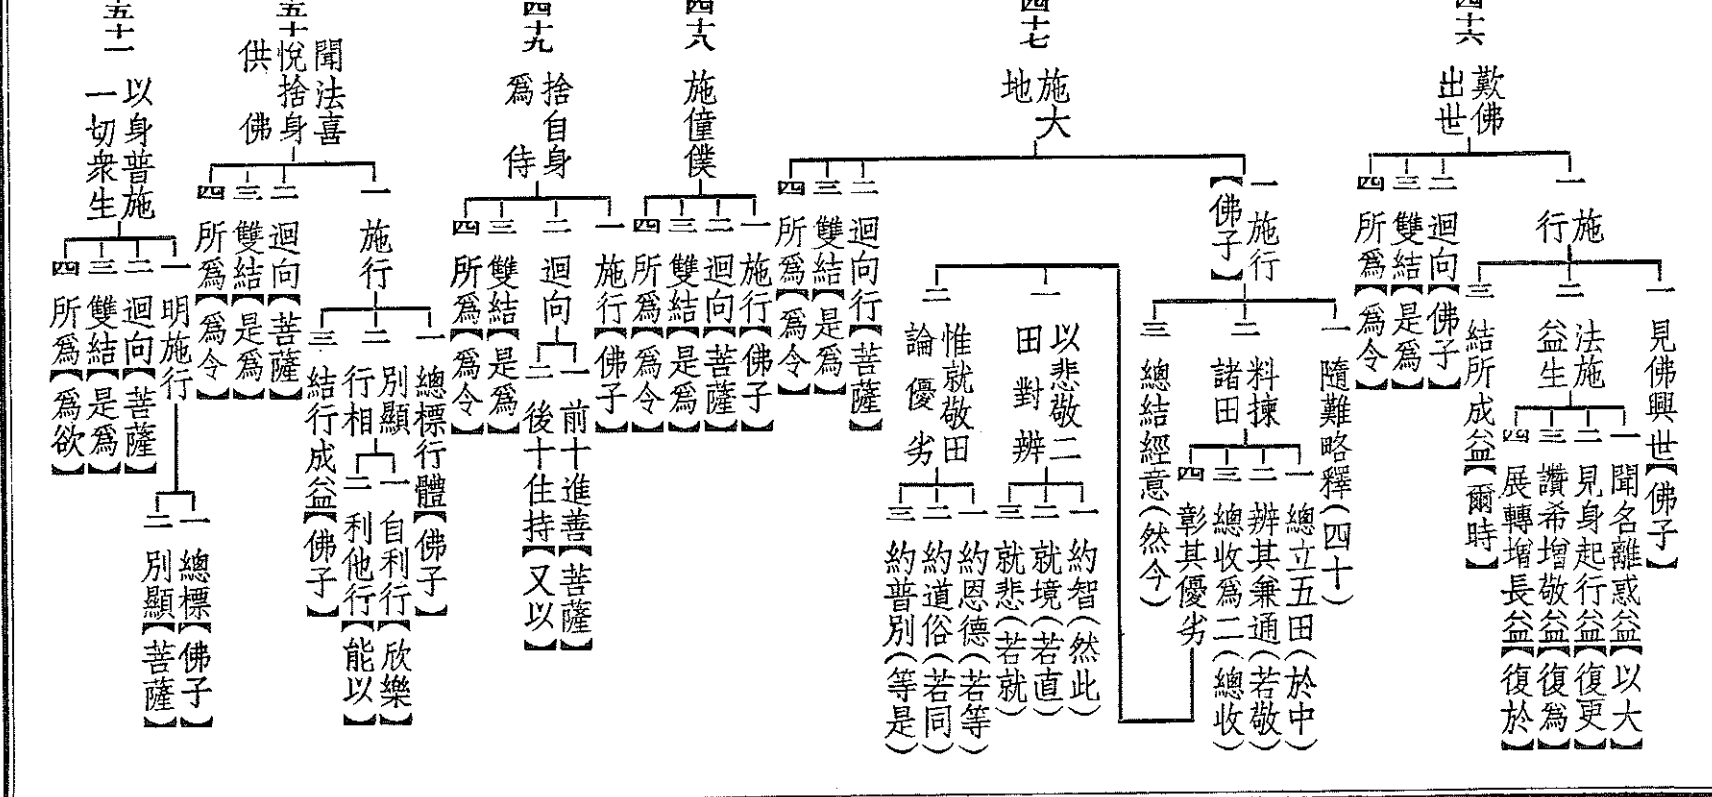 四十六 歎佛出世
一 施行
一 見佛興世【佛子】
二 法施益生
一 聞名離惑益【以大】
二 見身起行益【復更】
三 讚希增敬益【復為】
四 展轉增長益【復於】
三 結所成益【爾時】
二 迴向【佛子】
三 雙結【是為】
四 所為【為令】
四十七 施大地
一 施行【佛子】
一 隨難略釋(四十)
二 料揀諸田
一 總立五田(於中)
二 辨其兼通(若敬)
三 總收為二(總收)
四 彰其優劣
一 以悲敬二田對辨
一 約智(然此)
二 就境(若直)
三 就悲(若就)
二 惟就敬田論優劣
一 約恩德(若等)
二 約道俗(若同)
三 約普別(等是)
三 總結經意(然今)
二 迴向行【菩薩】
三 雙結【是為】
四 所為【為令】
四十八 施僮僕
一 施行【佛子】
二 迴向【菩薩】
三 雙結【是為】
四 所為【為令】
四十九 捨自身為侍
一 施行【佛子】
二 迴向
一 前十進善【菩薩】
二 後十住持【又以】
三 雙結【是為】
四 所為【為令】
五十 聞法喜悅捨身供佛
一 施行
一 總標行體【佛子】
二 別顯行相
一 自利行【欣樂】
二 利他行【能以】
三 結行成益【佛子】
二 迴向【菩薩】
三 雙結【是為】
四 所為【為令】
五十一 以身普施一切衆生
一 明施行
一 總標【佛子】
二 別顯【菩薩】
二 迴向【菩薩】
三 雙結【是為】
四 所為【為欲】